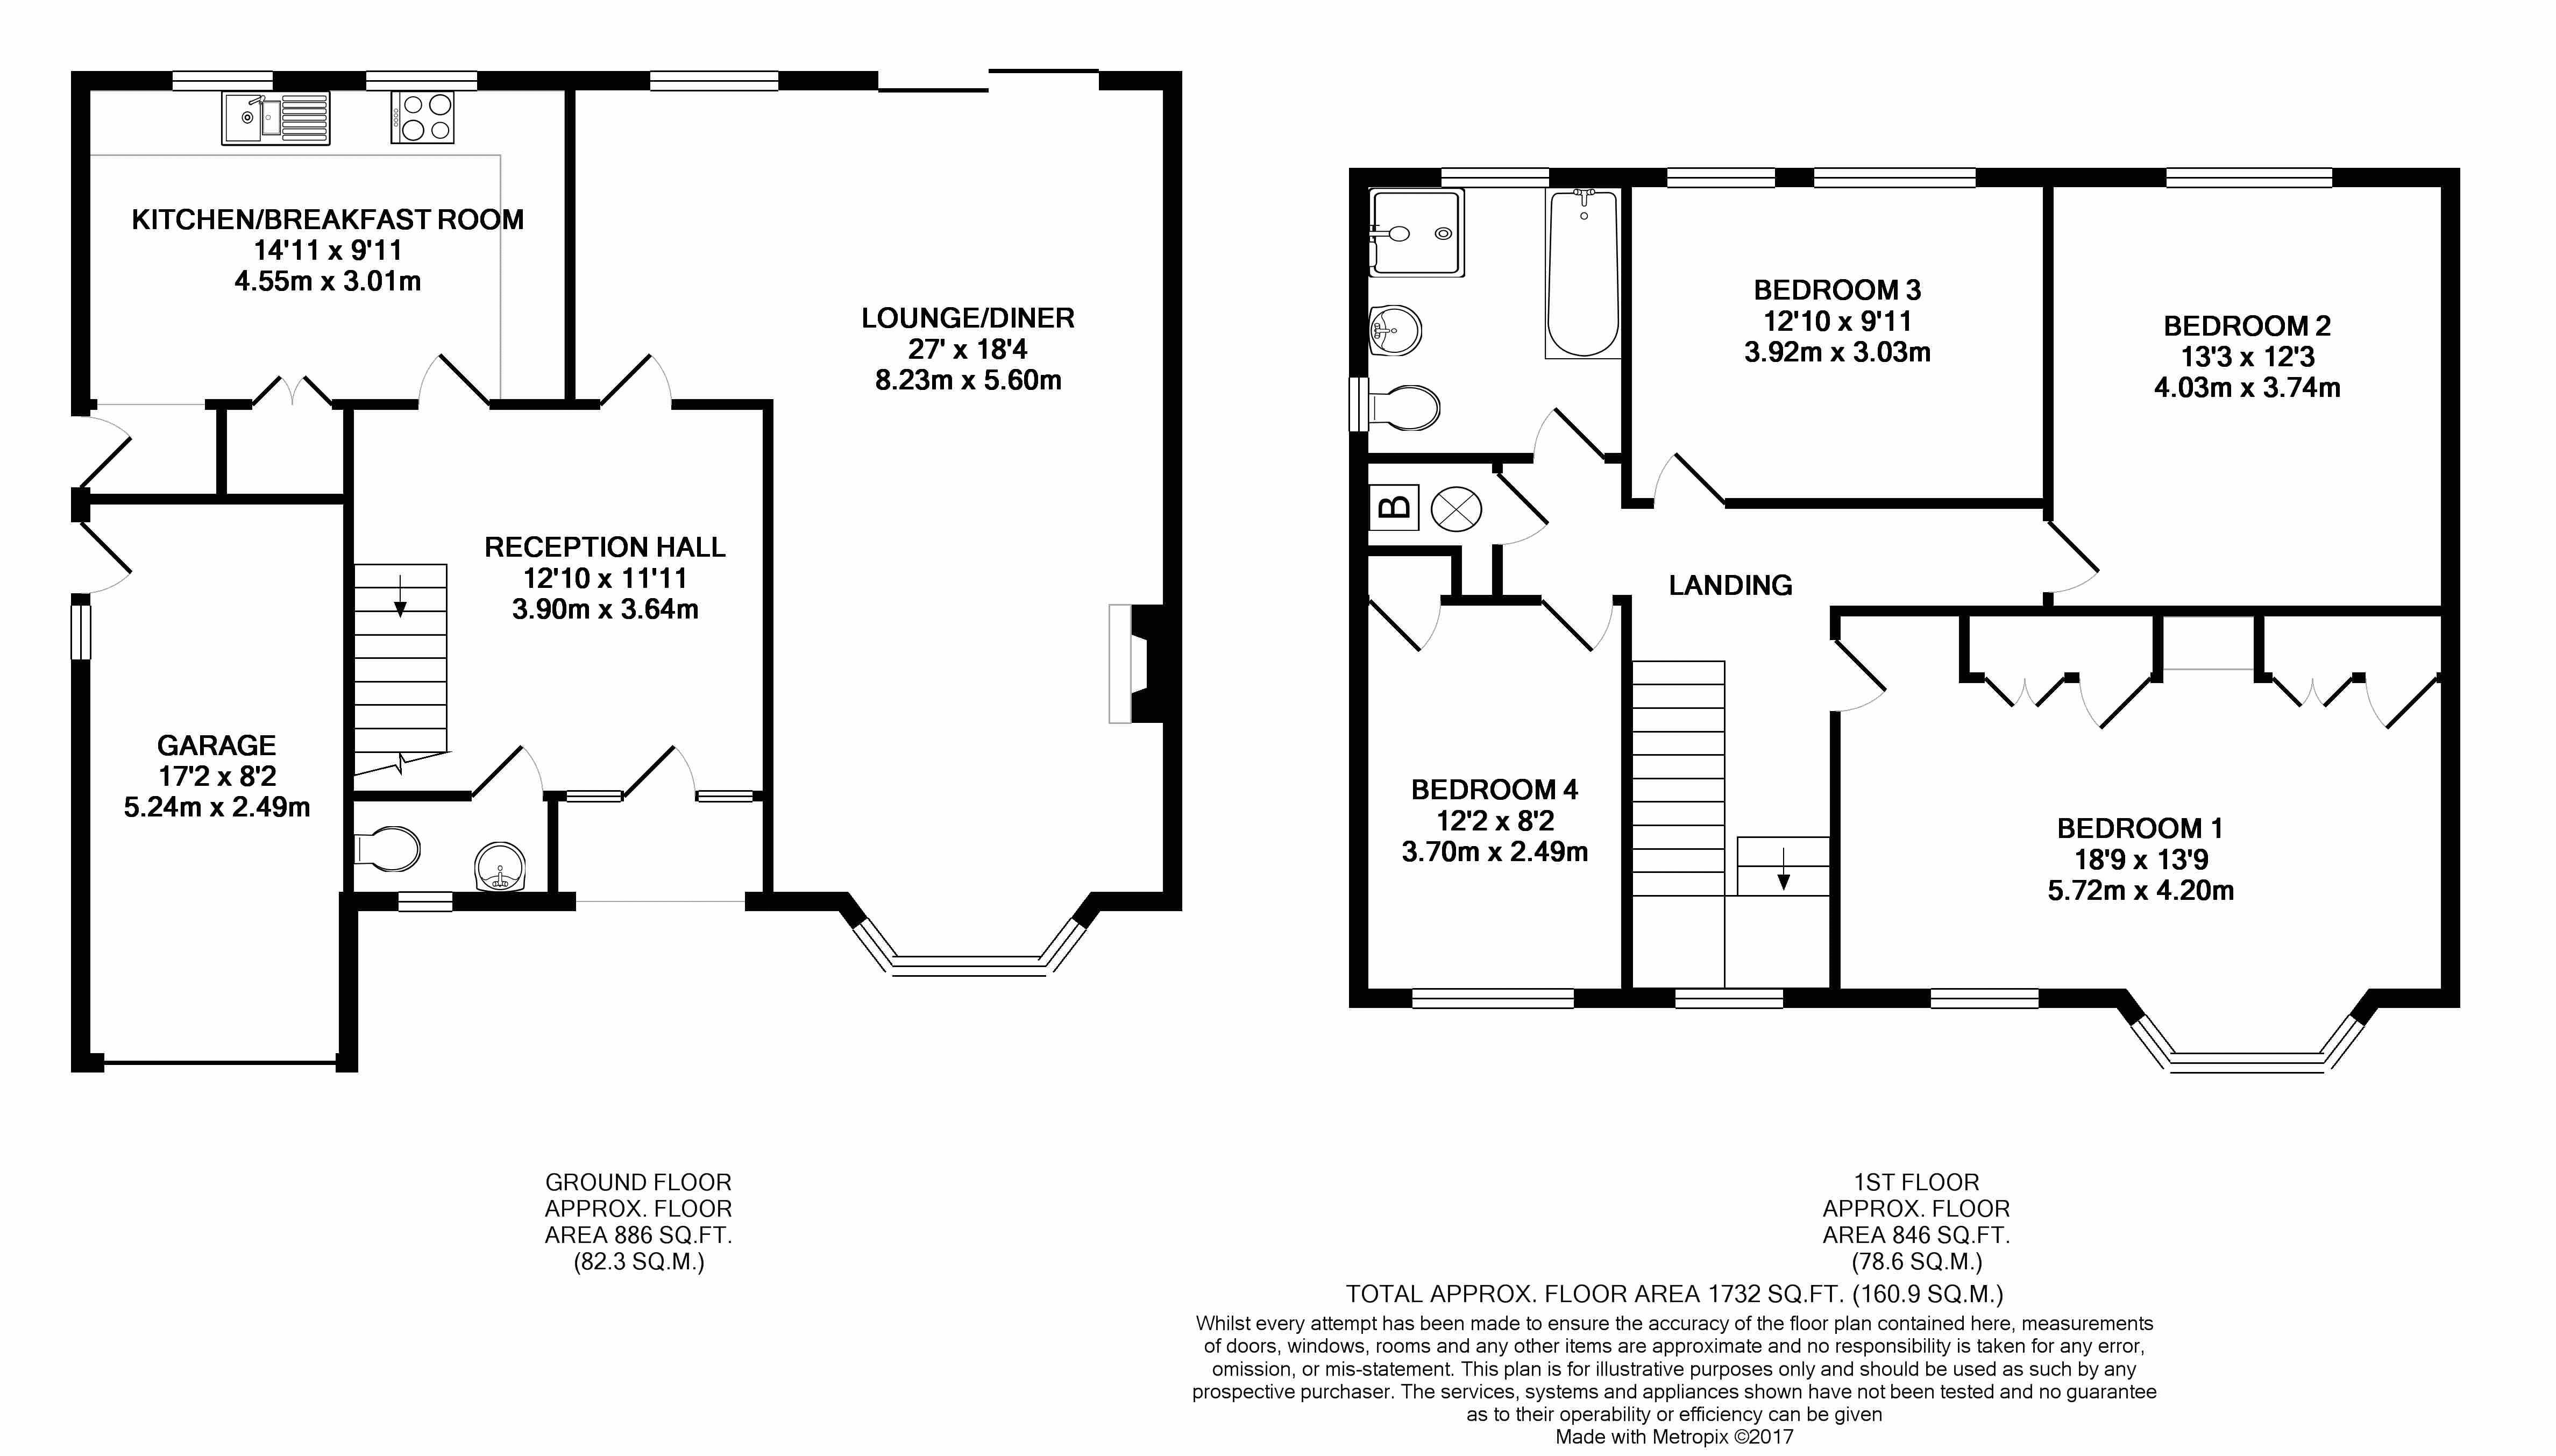 KITCHEN/BREAKFAST ROOM
14'11 x 9'11
4.55m x 3.01m
LOUNGE/DINER
27' x 18'4
8.23m x 5.60m
RECEPTION HALL
12'10 x 11'11
3.90m x 3.64m
GARAGE
17'2 x 8'2
5.24m x 2.49m
BEDROOM 3
12'10 x 9'11
3.92m x 3.03m
BEDROOM 2
13'3 x 12'3
4.03m x 3.74m
B
LANDING
BEDROOM 4
12'2 x 8'2
3.70m x 2.49m
BEDROOM 1
18'9 x 13'9
5.72m x 4.20m
GROUND FLOOR
APPROX. FLOOR
AREA 886 SQ.FT.
(82.3 SQ.M.)
1ST FLOOR
APPROX. FLOOR
AREA 846 SQ.FT.
(78.6 SQ.M.)
TOTAL APPROX. FLOOR AREA 1732 SQ.FT. (160.9 SQ.M.)
Whilst every attempt has been made to ensure the accuracy of the floor plan contained here, measurements
of doors, windows, rooms and any other items are approximate and no responsibility is taken for any error,
omission, or mis-statement. This plan is for illustrative purposes only and should be used as such by any
prospective purchaser. The services, systems and appliances shown have not been tested and no guarantee
as to their operability or efficiency can be given
Made with Metropix ©2017